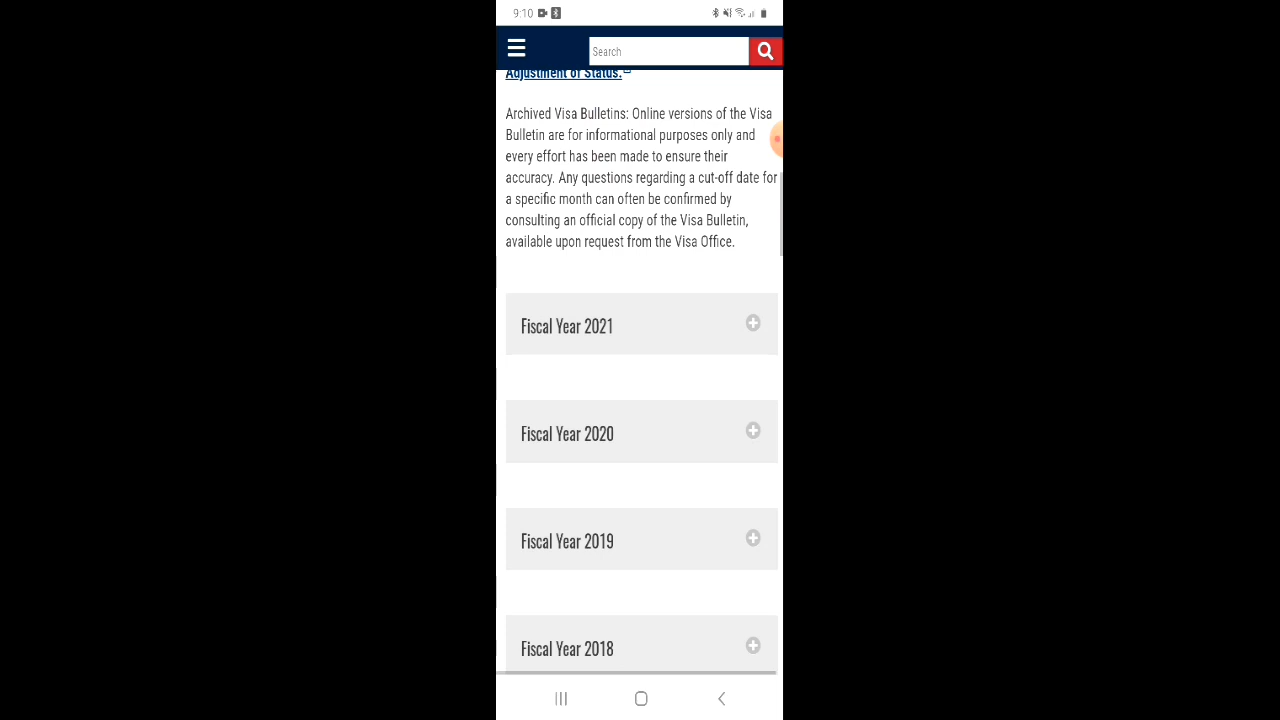 9:10
Search
Adjustment of Status.
Archived Visa Bulletins: Online versions of the Visa
Bulletin are for informational purposes only and
every effort has been made to ensure their
accuracy. Any questions regarding a cut-off date for
a specific month can often be confirmed by
consulting an official copy of the Visa Bulletin,
available upon request from the Visa Office.
Fiscal Year 2021
Fiscal Year 2020
Fiscal Year 2019
Fiscal Year 2018